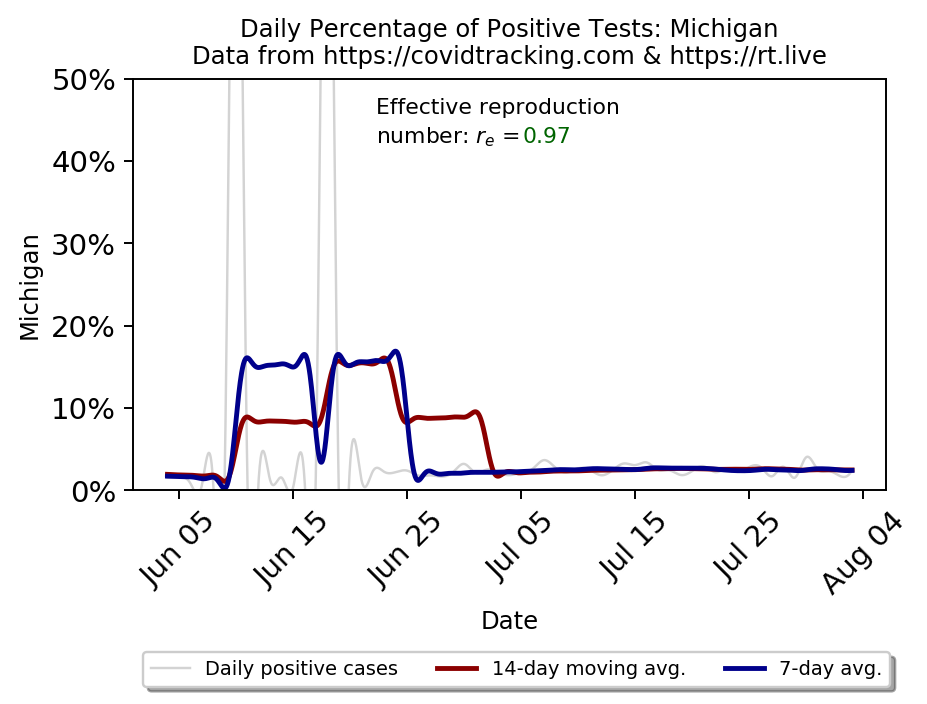 Daily Percentage of Positive Tests: Michigan
Data from https://covidtracking.com & https://rt.live
50%
40%
30%
20%
10%
0%
Michigan
Effective reproduction
number: rₑ =0.97
Jun 05
Jun 15
Jun 25
Jul 05
Jul 15
Jul 25
Aug 04
Date
Daily positive cases
14-day moving avg.
7-day avg.